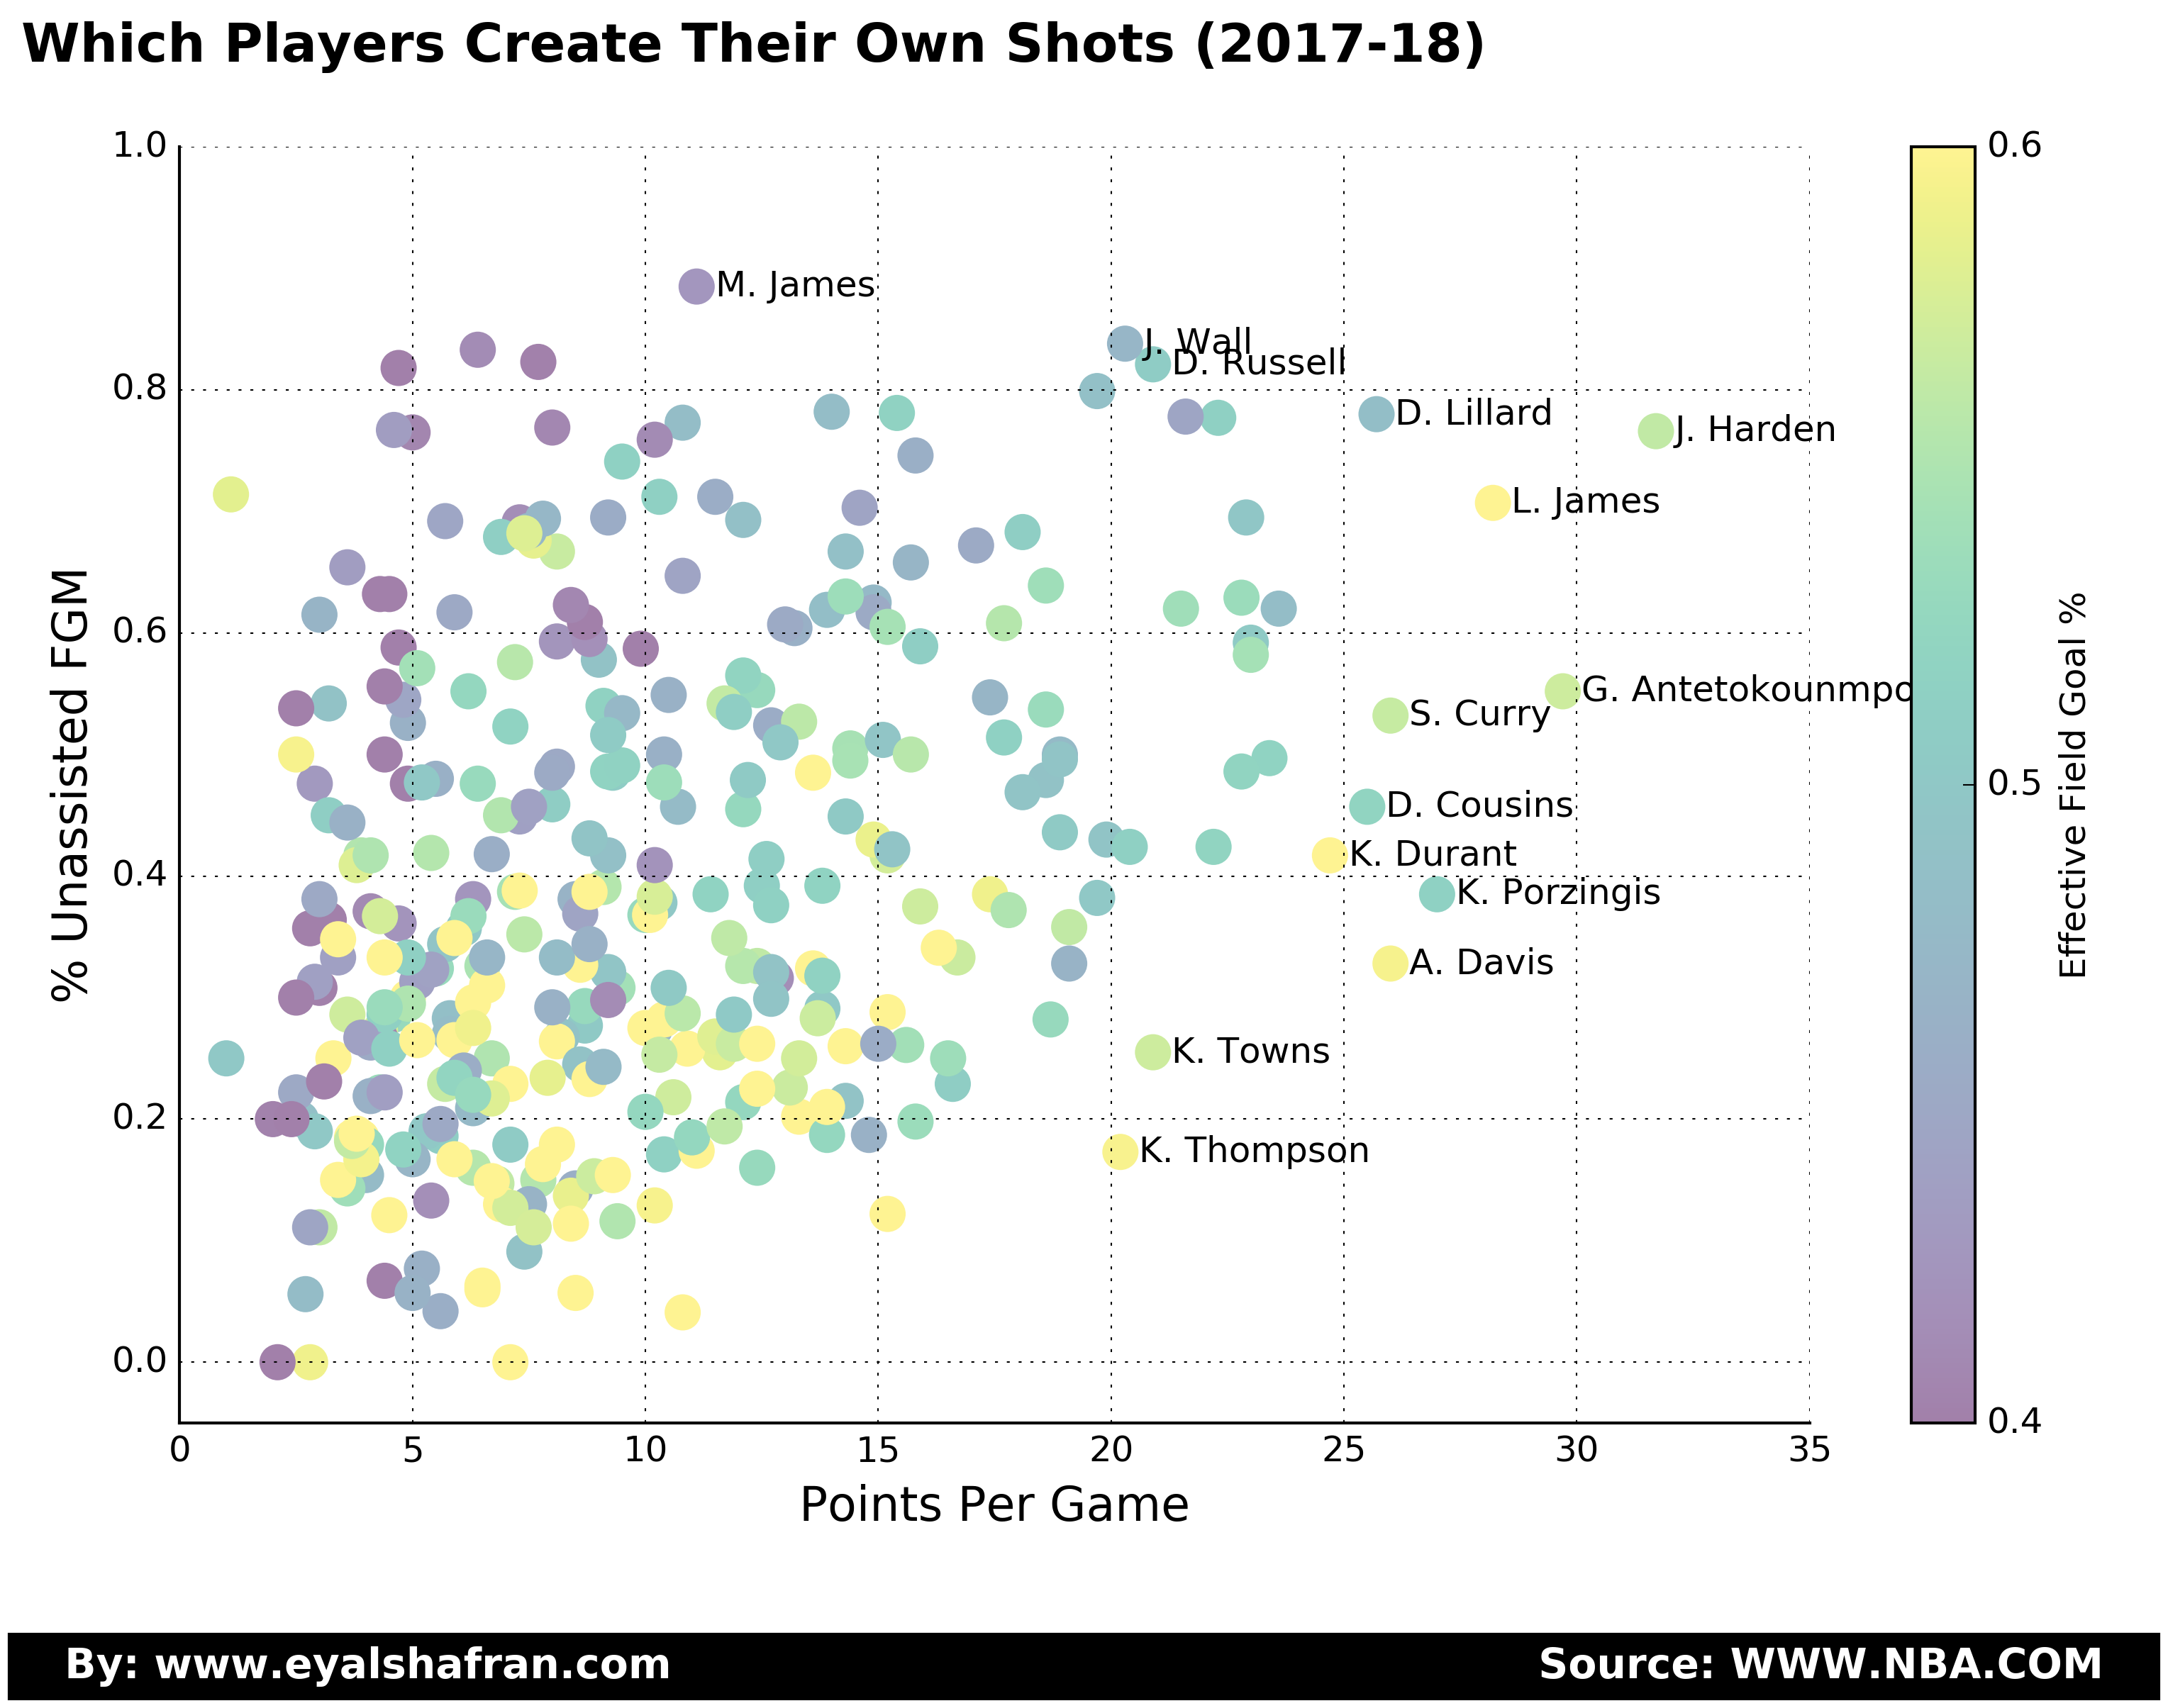 Which Players Create Their Own Shots (2017-18)
1.0
0.8
0.6
0.4
0.2
0.0
% Unassisted FGM
M. James
J. Wall
D. Russell
D. Lillard
J. Harden
L. James
G. Antetokounmpo
S. Curry
D. Cousins
K. Durant
K. Porzingis
A. Davis
K. Towns
K. Thompson
0 5 10 15 20 25 30 35
Points Per Game
0.6
0.5
0.4
Effective Field Goal %
By: www.eyalshafran.com
Source: WWW.NBA.COM